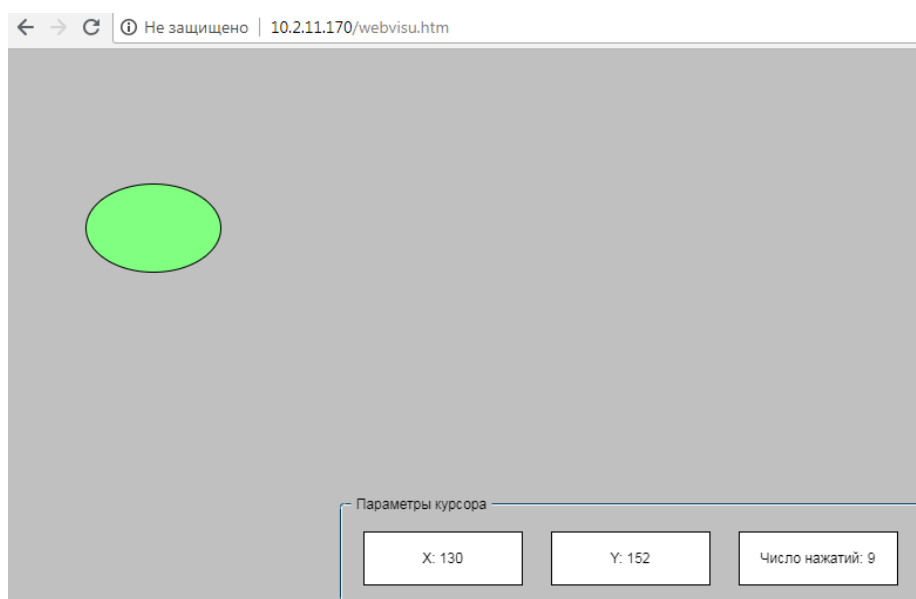 Не защищено | 10.2.11.170/webvisu.htm
Параметры курсора
X: 130
Y: 152
Число нажатий: 9